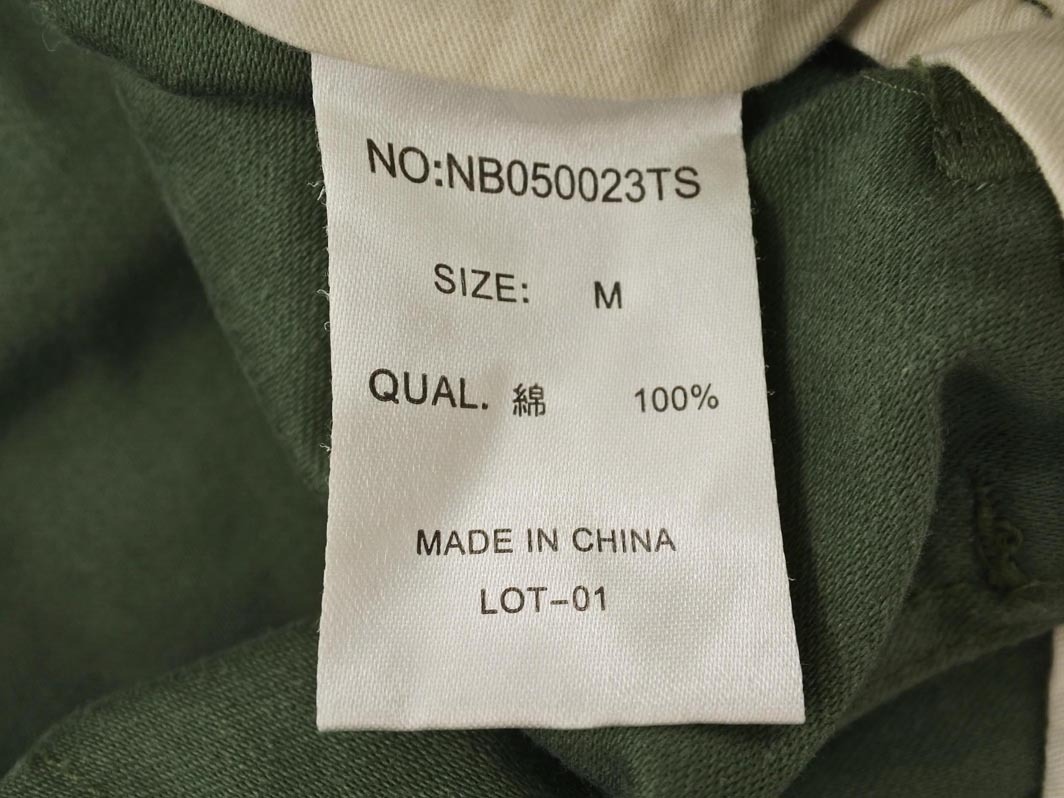 NO:NB050023TS
SIZE: M
QUAL. 綿 100%
MADE IN CHINA
LOT-01